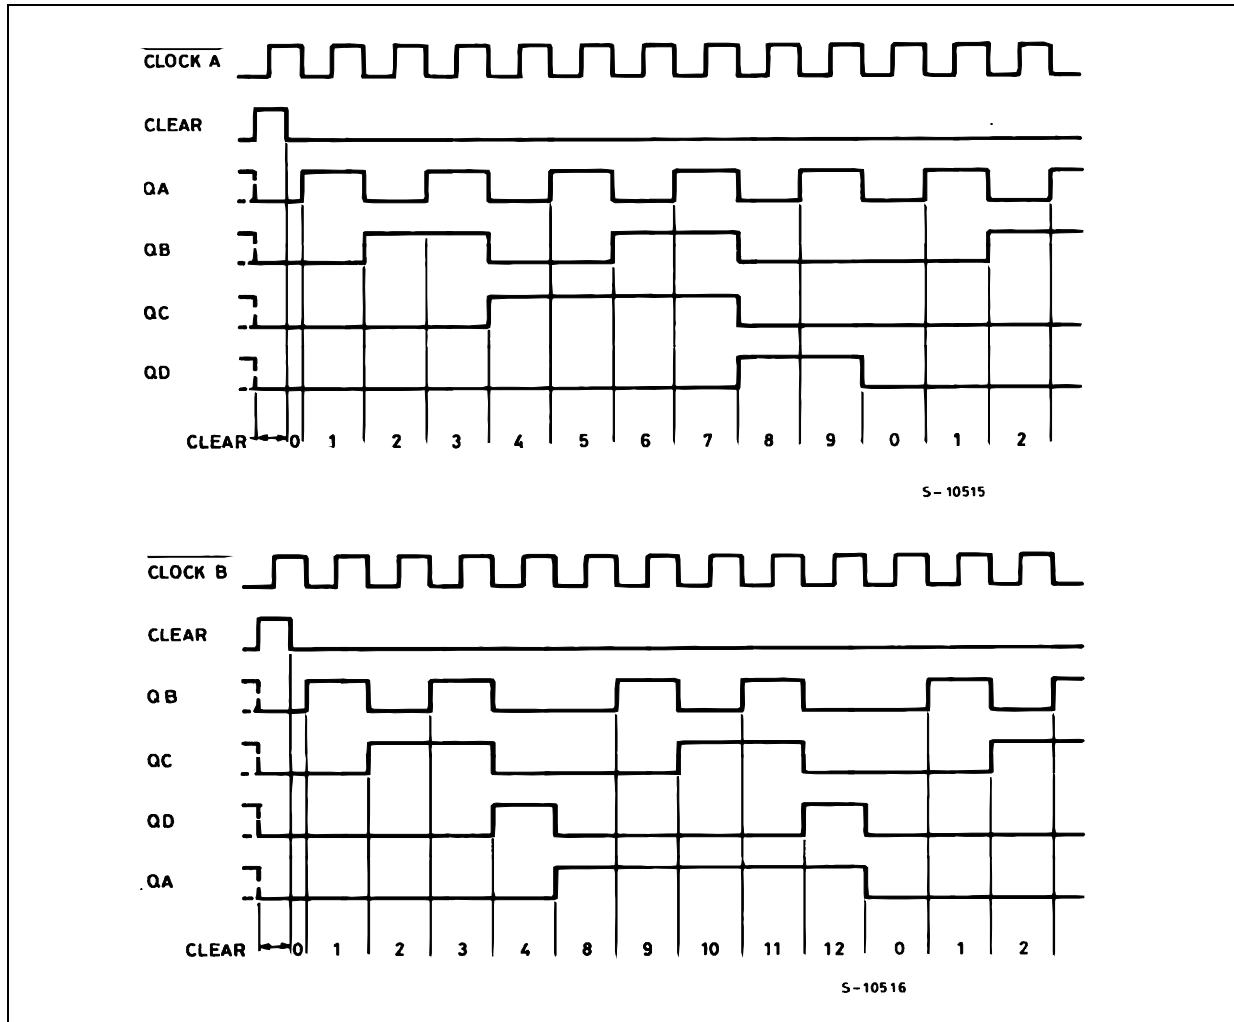 CLOCK A
CLEAR
QA
QB
QC
QD
CLEAR 0 1 2 3 4 5 6 7 8 9 0 1 2
S-10515
CLOCK B
CLEAR
QB
QC
QD
QA
CLEAR 0 1 2 3 4 8 9 10 11 12 0 1 2
S-10516